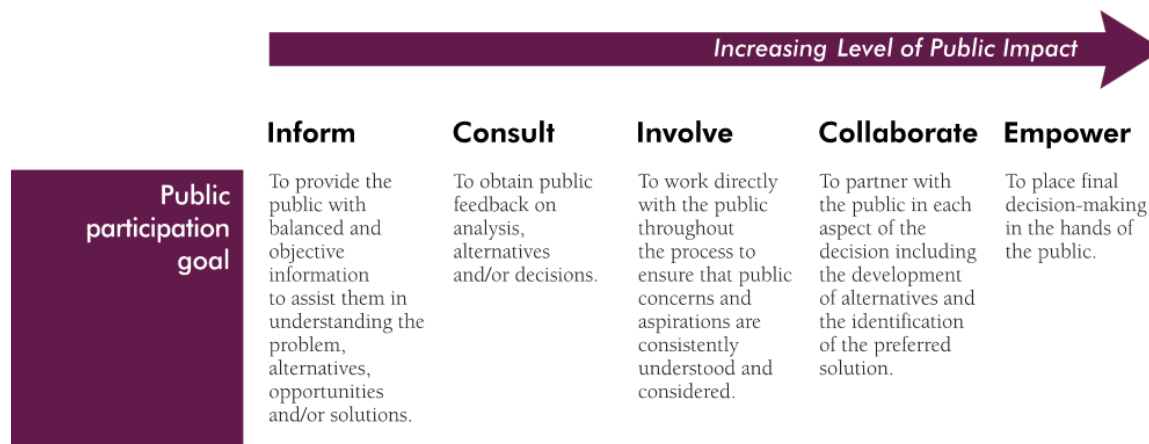 Increasing Level of Public Impact
Inform
Consult
Involve
Collaborate
Empower
Public
participation
goal
To provide the
public with
balanced and
objective
information
to assist them in
understanding the
problem,
alternatives,
opportunities
and/or solutions.
To obtain public
feedback on
analysis,
alternatives
and/or decisions.
To work directly
with the public
throughout
the process to
ensure that public
concerns and
aspirations are
consistently
understood and
considered.
To partner with
the public in each
aspect of the
decision including
the development
of alternatives and
the identification
of the preferred
solution.
To place final
decision-making
in the hands of
the public.